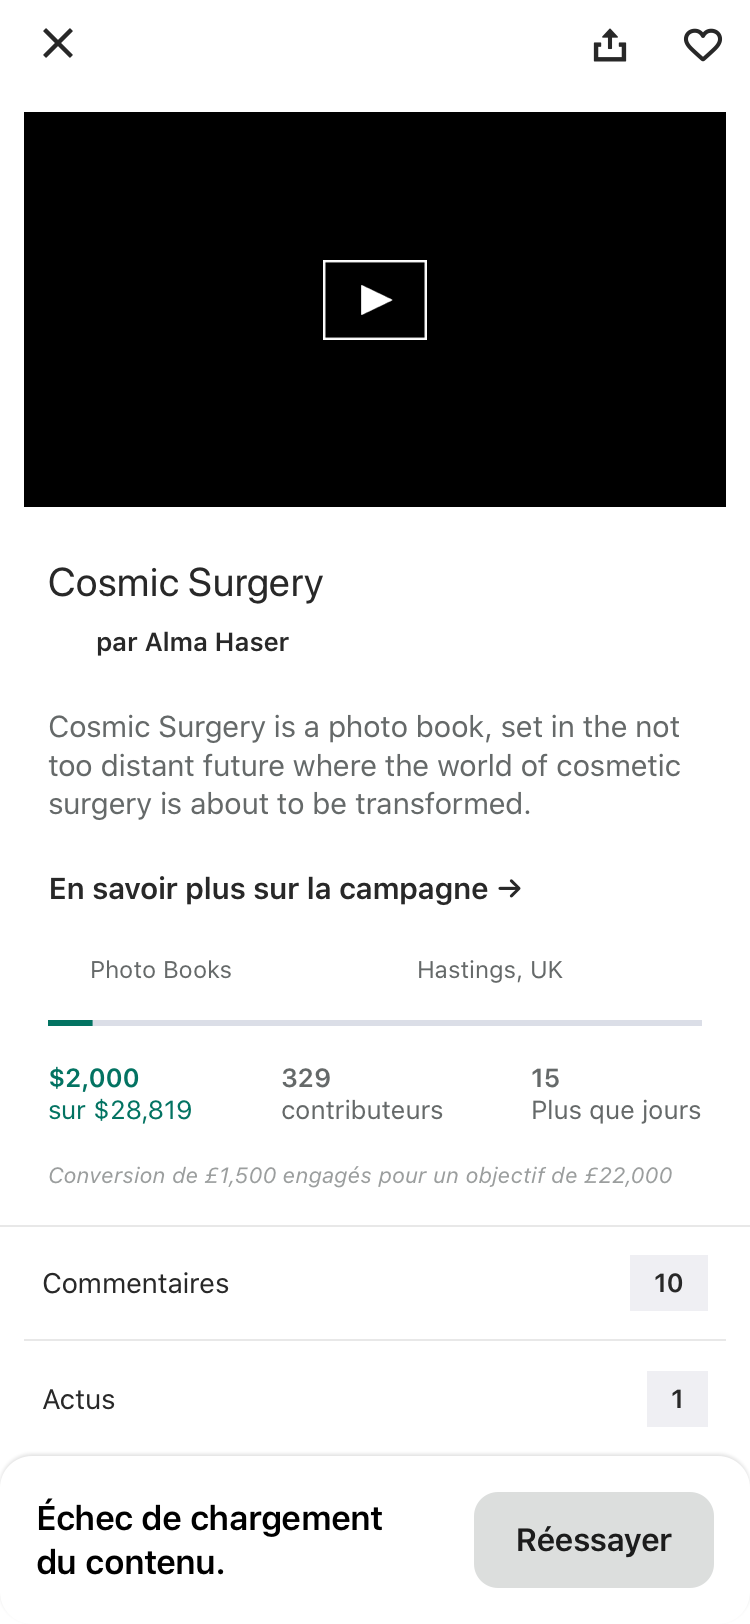 Cosmic Surgery
par Alma Haser
Cosmic Surgery is a photo book, set in the not
too distant future where the world of cosmetic
surgery is about to be transformed.
En savoir plus sur la campagne →
Photo Books
Hastings, UK
$2,000
sur $28,819
329
contributeurs
15
Plus que jours
Conversion de £1,500 engagés pour un objectif de £22,000
Commentaires
10
Actus
1
Échec de chargement
du contenu.
Réessayer